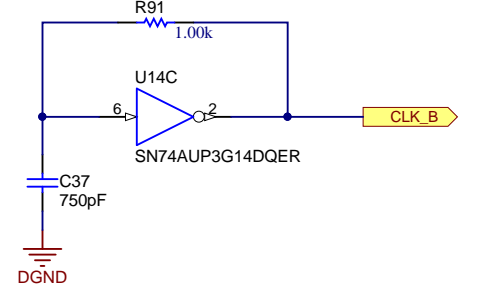 R91
1.00k
U14C
6
2
CLK_B
SN74AUP3G14DQER
C37
750pF
DGND